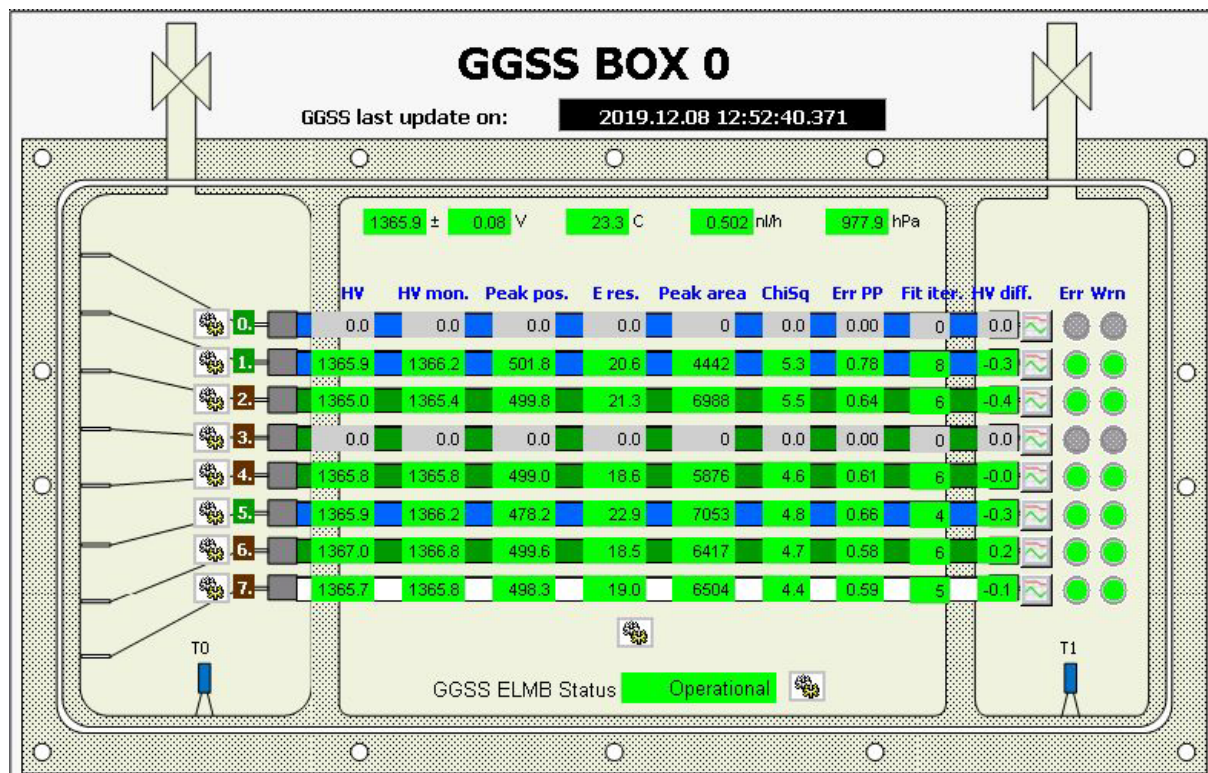 GGSS BOX 0
GGSS last update on: 2019.12.08 12:52:40.371
1365.9 ± 0.08 V 23.3 C 0.502 nl/h 977.9 hPa
HV HV mon. Peak pos. E res. Peak area ChiSq Err PP Fit iter. HV diff. Err Wrn
0. 0.0 0.0 0.0 0.0 0 0.0 0.00 0 0.0
1. 1365.9 1366.2 501.8 20.6 4442 5.3 0.78 8 -0.3
2. 1365.0 1365.4 499.8 21.3 6988 5.5 0.64 6 -0.4
3. 0.0 0.0 0.0 0.0 0 0.0 0.00 0 0.0
4. 1365.8 1365.8 499.0 18.6 5876 4.6 0.61 6 -0.0
5. 1365.9 1366.2 478.2 22.9 7053 4.8 0.66 4 -0.3
6. 1367.0 1366.8 499.6 18.5 6417 4.7 0.58 6 0.2
7. 1365.7 1365.8 498.3 19.0 6504 4.4 0.59 5 -0.1
T0 T1
GGSS ELMB Status Operational